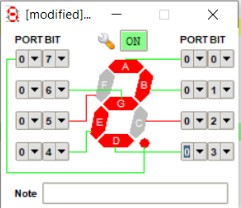 [modified]...
PORT BIT ON PORT BIT
A
0 7 0 0
F B
0 6 0 1
G
0 5 0 2
E C
0 4 0 3
D
Note